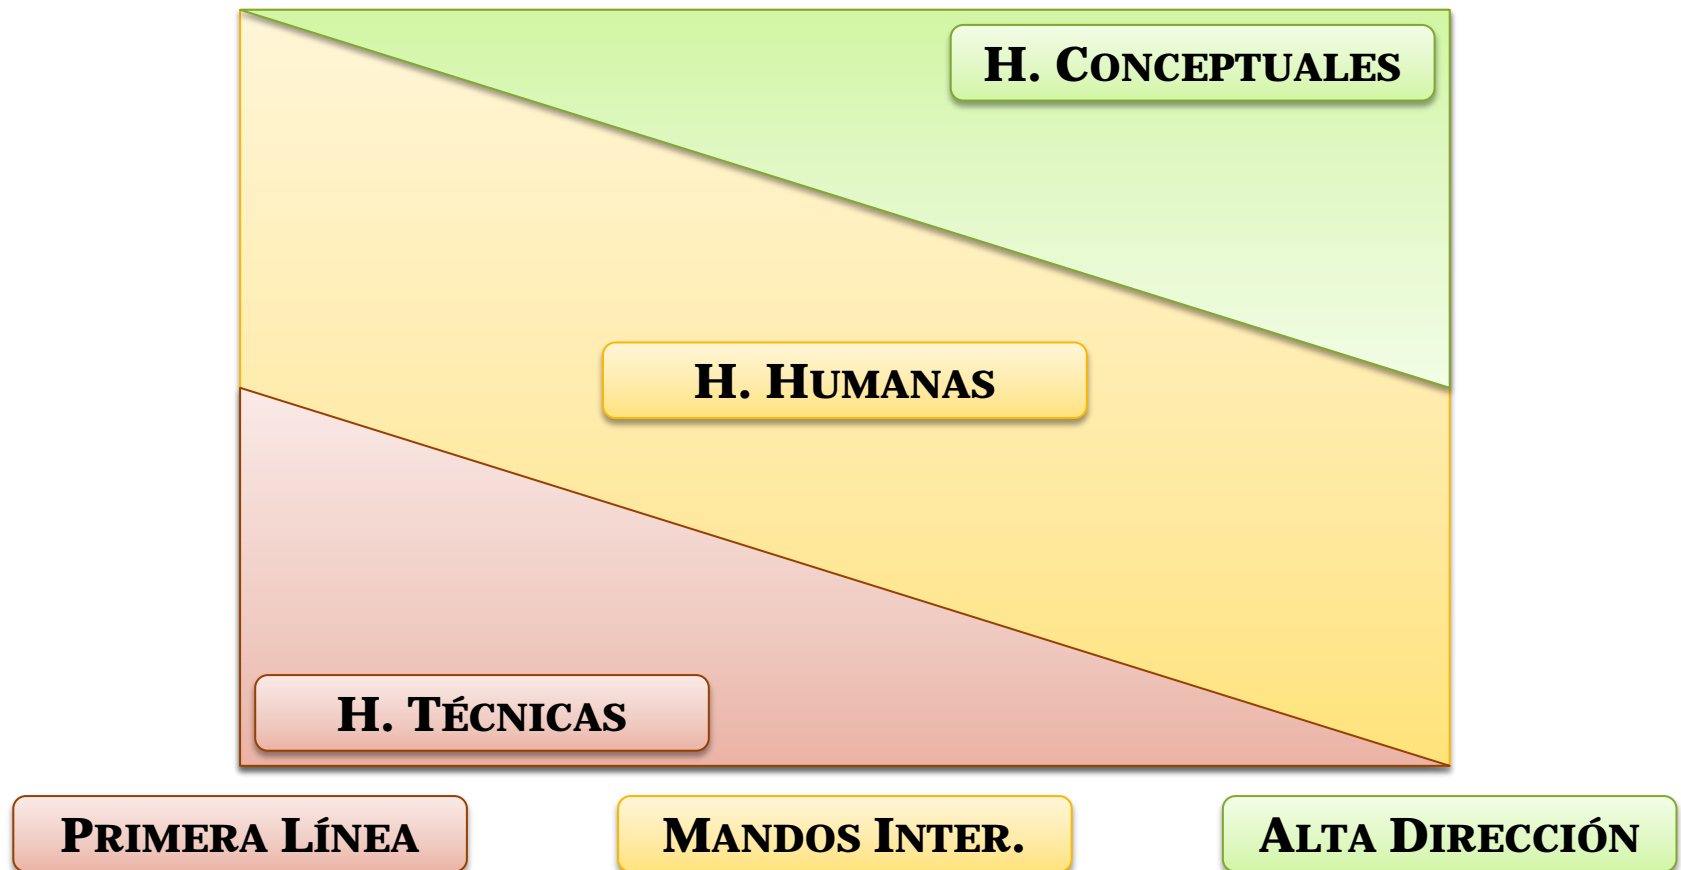 H. CONCEPTUALES
H. HUMANAS
H. TÉCNICAS
PRIMERA LÍNEA
MANDOS INTER.
ALTA DIRECCIÓN